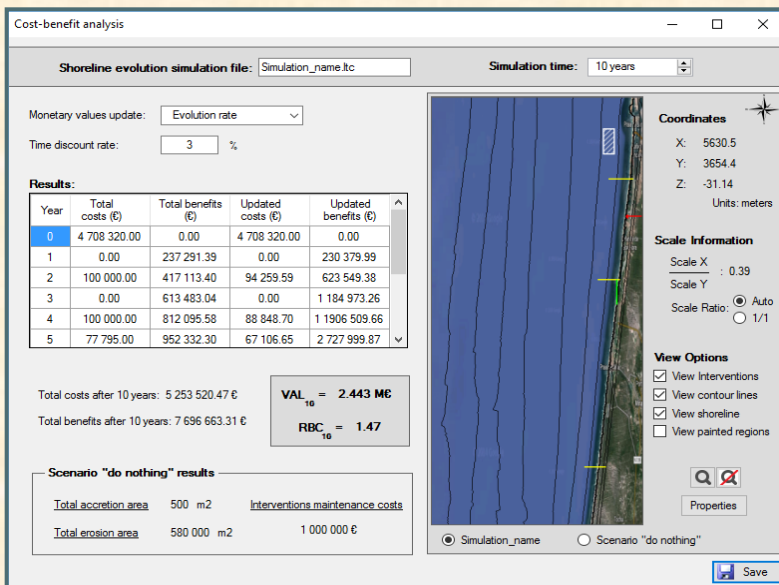 Cost-benefit analysis
Shoreline evolution simulation file: Simulation_name.ltc
Simulation time: 10 years
Monetary values update: Evolution rate
Time discount rate: 3 %
Results:
Year Total costs (€) Total benefits (€) Updated costs (€) Updated benefits (€)
0 4 708 320.00 0.00 4 708 320.00 0.00
1 0.00 237 291.39 0.00 230 379.99
2 100 000.00 417 113.40 94 259.59 623 549.38
3 0.00 613 483.04 0.00 1 184 973.26
4 100 000.00 812 095.58 88 848.70 1 1906 509.66
5 77 795.00 952 332.30 67 106.65 2 727 999.87
Total costs after 10 years: 5 253 520.47 €
Total benefits after 10 years: 7 696 663.31 €
VAL10 = 2.443 M€
RBC10 = 1.47
Scenario "do nothing" results
Total accretion area 500 m2
Total erosion area 580 000 m2
Interventions maintenance costs
1 000 000 €
Coordinates
X: 5630.5
Y: 3654.4
Z: -31.14
Units: meters
Scale Information
Scale X
Scale Y
: 0.39
Scale Ratio: Auto
1/1
View Options
View Interventions
View contour lines
View shoreline
View painted regions
Properties
Simulation_name
Scenario "do nothing"
Save